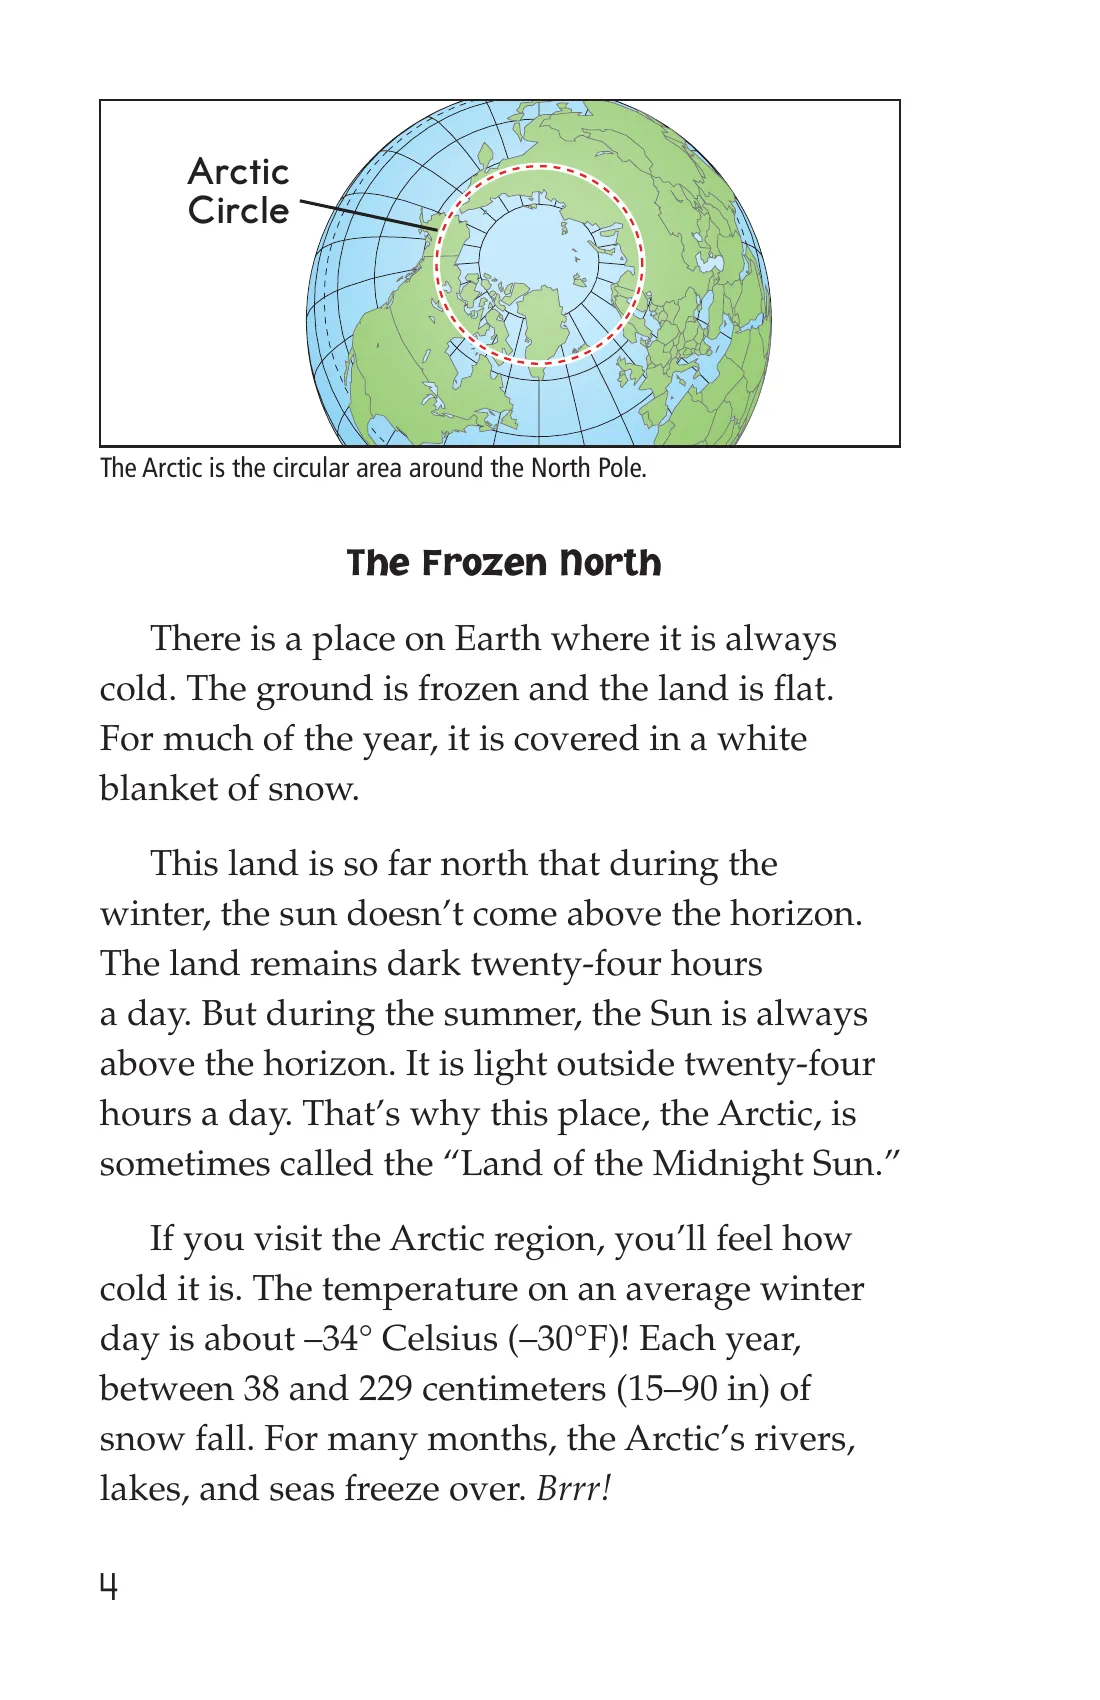 Arctic
Circle
The Arctic is the circular area around the North Pole.
The Frozen North
There is a place on Earth where it is always
cold. The ground is frozen and the land is flat.
For much of the year, it is covered in a white
blanket of snow.
This land is so far north that during the
winter, the sun doesn’t come above the horizon.
The land remains dark twenty-four hours
a day. But during the summer, the Sun is always
above the horizon. It is light outside twenty-four
hours a day. That’s why this place, the Arctic, is
sometimes called the “Land of the Midnight Sun.”
If you visit the Arctic region, you’ll feel how
cold it is. The temperature on an average winter
day is about –34° Celsius (–30°F)! Each year,
between 38 and 229 centimeters (15–90 in) of
snow fall. For many months, the Arctic’s rivers,
lakes, and seas freeze over. Brrr!
4